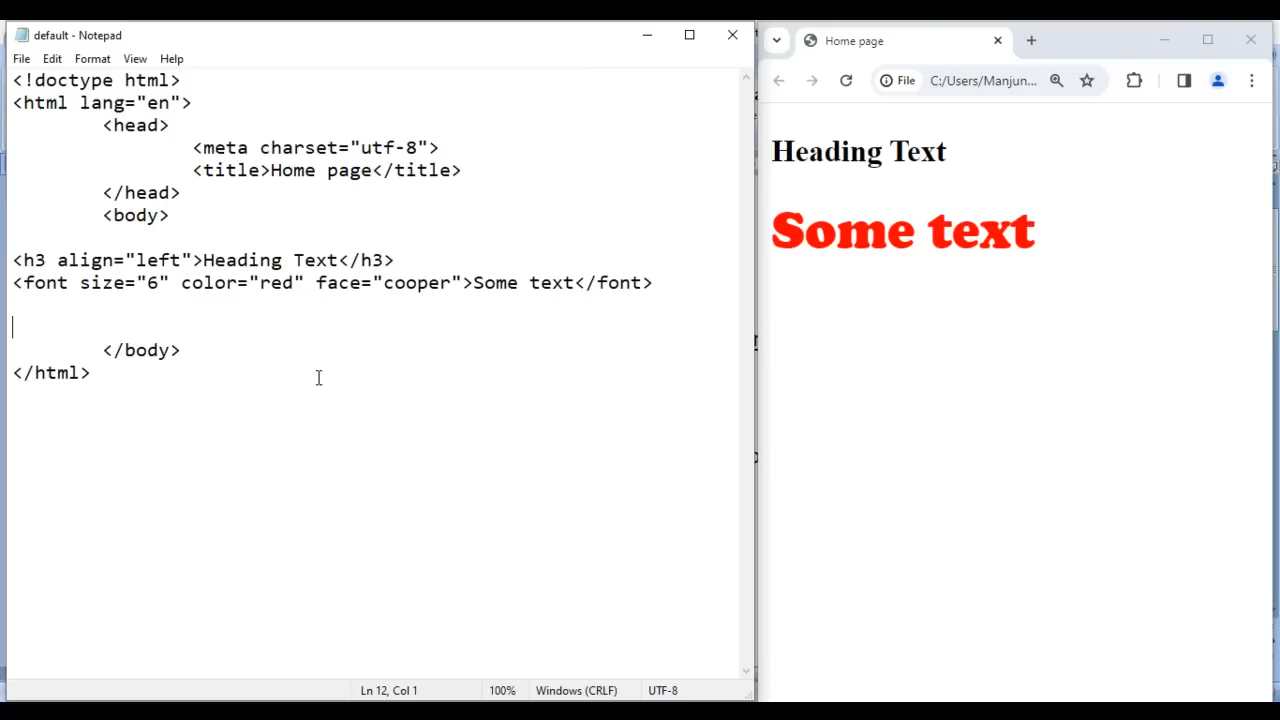 default - Notepad
File Edit Format View Help
<!doctype html>
<html lang="en">
<head>
<meta charset="utf-8">
<title>Home page</title>
</head>
<body>
<h3 align="left">Heading Text</h3>
<font size="6" color="red" face="cooper">Some text</font>
</body>
</html>
Ln 12, Col 1 100% Windows (CRLF) UTF-8
Home page
File C:/Users/Manjun...
Heading Text
Some text